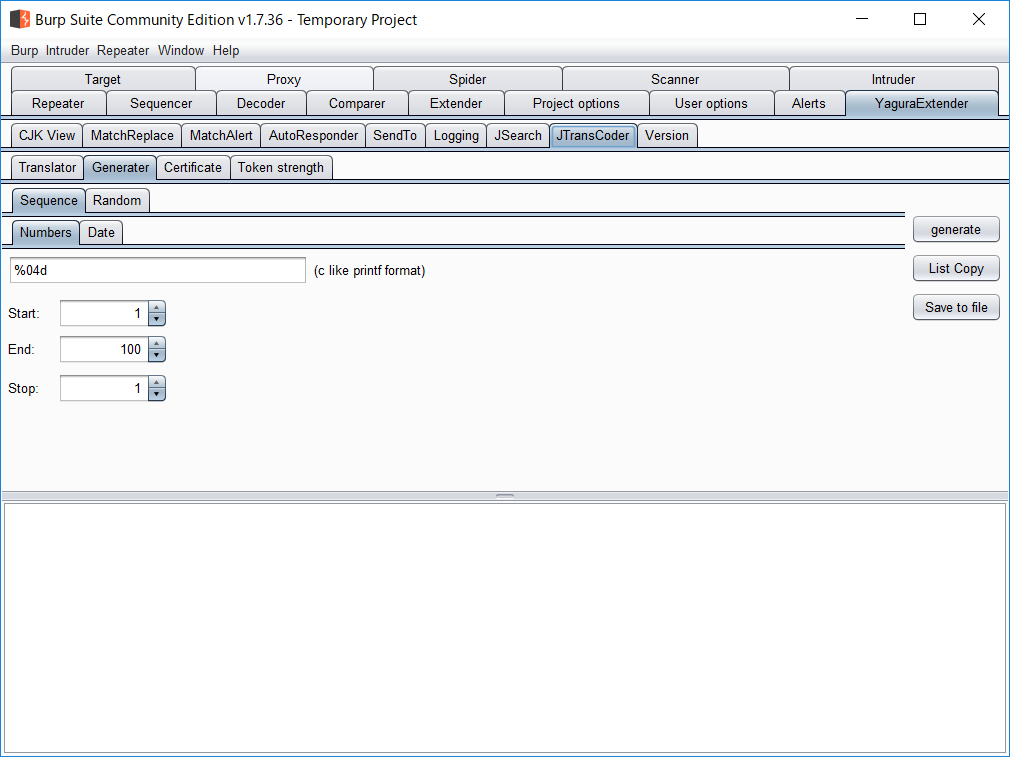 Burp Suite Community Edition v1.7.36 - Temporary Project
Burp Intruder Repeater Window Help
Target Proxy Spider Scanner Intruder
Repeater Sequencer Decoder Comparer Extender Project options User options Alerts YaguraExtender
CJK View MatchReplace MatchAlert AutoResponder SendTo Logging JSearch JTransCoder Version
Translator Generater Certificate Token strength
Sequence Random
Numbers Date
generate
%04d (c like printf format)
List Copy
Start: 1
Save to file
End: 100
Stop: 1